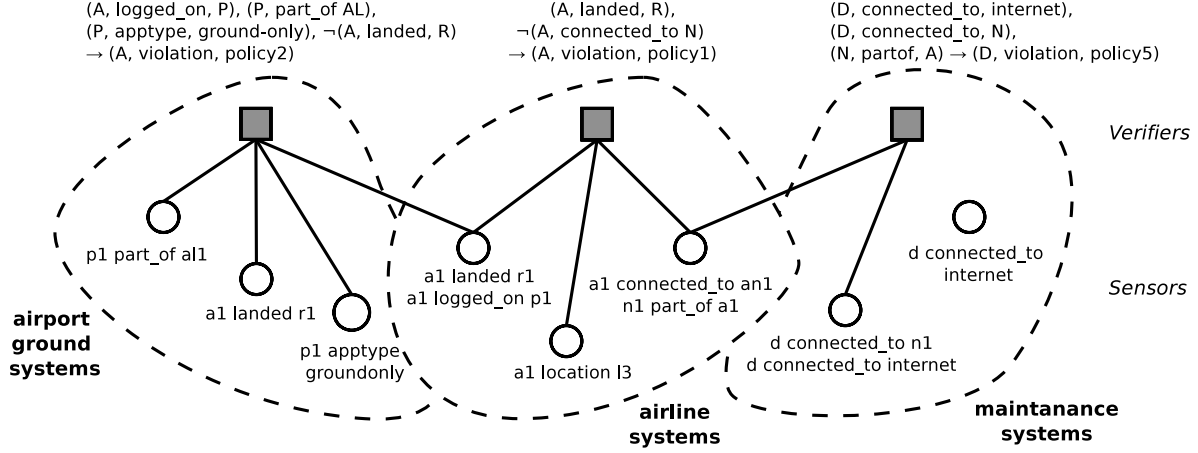 (A, logged_on, P), (P, part_of AL),
(P, apptype, ground-only), ¬(A, landed, R)
→ (A, violation, policy2)
(A, landed, R),
¬(A, connected_to N)
→ (A, violation, policy1)
(D, connected_to, internet),
(D, connected_to, N),
(N, partof, A) → (D, violation, policy5)
Verifiers
p1 part_of al1
a1 landed r1
p1 apptype
groundonly
a1 landed r1
a1 logged_on p1
a1 location l3
a1 connected_to an1
n1 part_of a1
d connected_to
internet
d connected_to n1
d connected_to internet
Sensors
airport
ground
systems
airline
systems
maintanance
systems